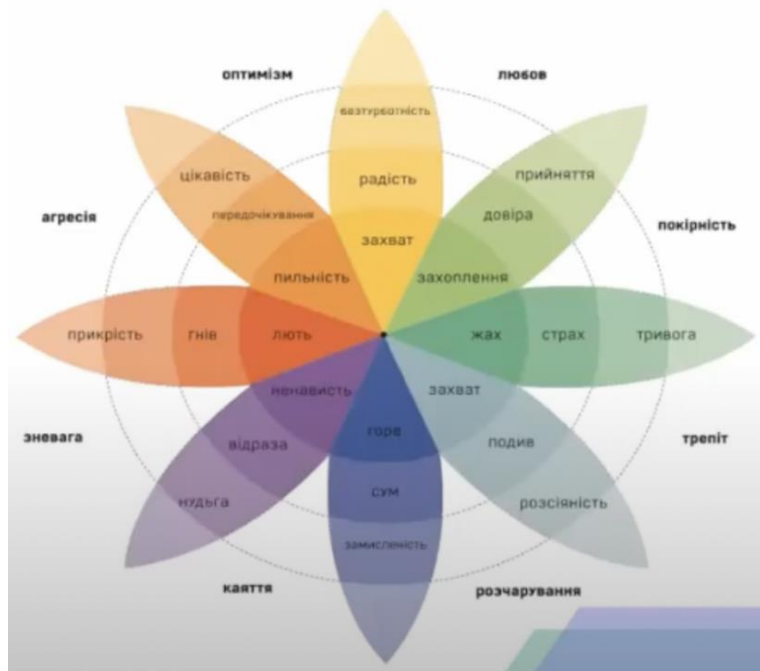 оптимізм
любов
безтурботність
цікавість
радість
прийняття
передочікування
довіра
агресія
покірність
захват
пильність
захоплення
прикрість
гнів
лють
жах
страх
тривога
ненависть
захват
зневага
відраза
горе
подив
трепіт
нудьга
сум
розсіяність
замисленість
каяття
розчарування